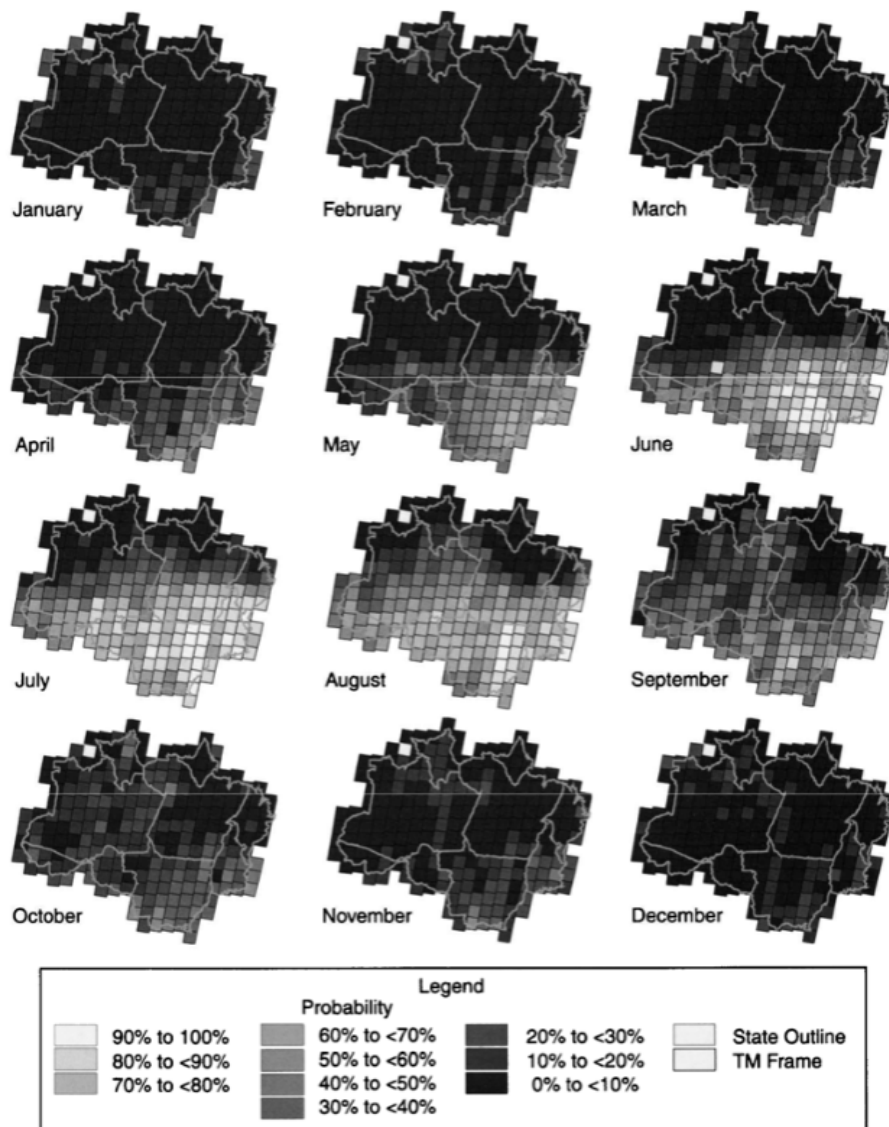 January
February
March
April
May
June
July
August
September
October
November
December
Legend
Probability
90% to 100%
80% to <90%
70% to <80%
60% to <70%
50% to <60%
40% to <50%
30% to <40%
20% to <30%
10% to <20%
0% to <10%
State Outline
TM Frame